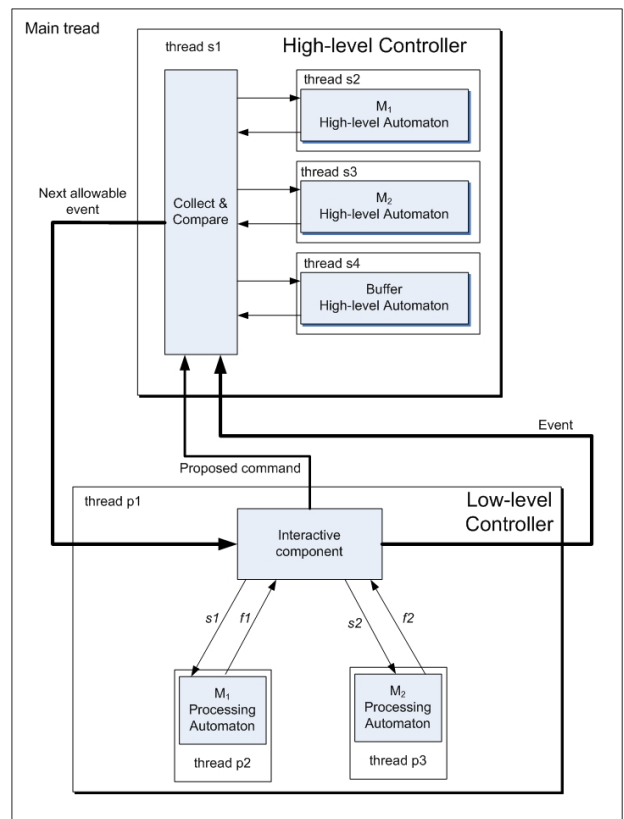 Main tread
thread s1
High-level Controller
thread s2
M₁
High-level Automaton
thread s3
M₂
High-level Automaton
thread s4
Buffer
High-level Automaton
Collect &
Compare
Next allowable
event
Event
Proposed command
thread p1
Low-level
Controller
Interactive
component
s1
f1
s2
f2
M₁
Processing
Automaton
thread p2
M₂
Processing
Automaton
thread p3